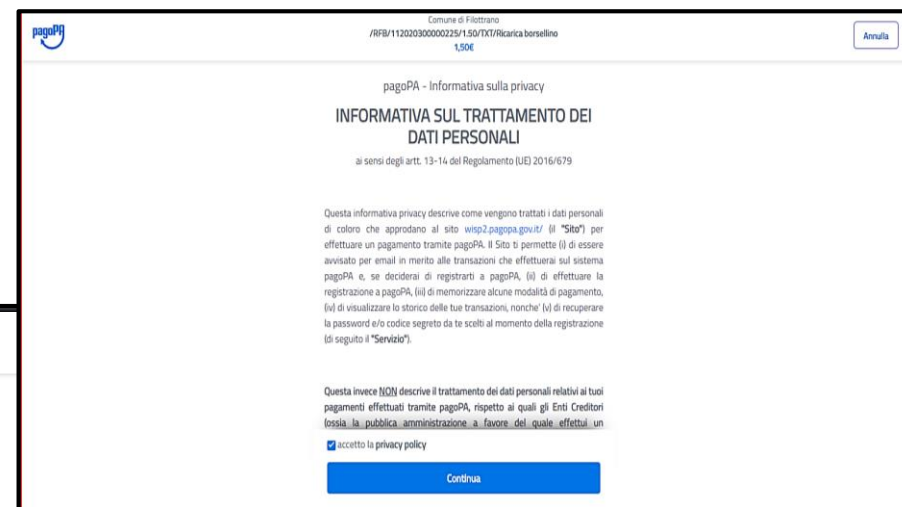 pagoPA
Comune di Filottrano
/RFB/112020300000225/1.50/TXT/Ricarica borsellino
1,50€
Annulla
pagoPA - Informativa sulla privacy
INFORMATIVA SUL TRATTAMENTO DEI
DATI PERSONALI
ai sensi degli artt. 13-14 del Regolamento (UE) 2016/679
Questa informativa privacy descrive come vengono trattati i dati personali
di coloro che approdano al sito wisp2.pagopa.gov.it/ (il "Sito") per
effettuare un pagamento tramite pagoPA. Il Sito ti permette (i) di essere
avvisato per email in merito alle transazioni che effettuerai sul sistema
pagoPA e, se deciderai di registrarti a pagoPA, (ii) di effettuare la
registrazione a pagoPA, (iii) di memorizzare alcune modalità di pagamento,
(iv) di visualizzare lo storico delle tue transazioni, nonche' (v) di recuperare
la password e/o codice segreto da te scelti al momento della registrazione
(di seguito il "Servizio").
Questa invece NON descrive il trattamento dei dati personali relativi ai tuoi
pagamenti effettuati tramite pagoPA, rispetto ai quali gli Enti Creditori
(ossia la pubblica amministrazione a favore del quale effettui un
accetto la privacy policy
Continua